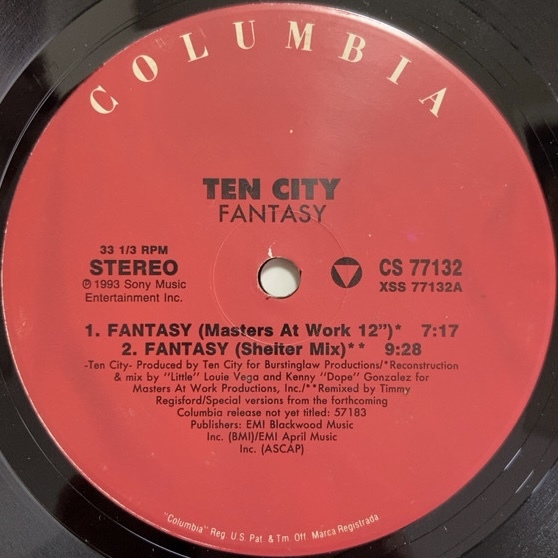 COLUMBIA
TEN CITY
FANTASY
33 1/3 RPM
STEREO
℗ 1993 Sony Music
Entertainment Inc.
CS 77132
XSS 77132A
1. FANTASY (Masters At Work 12")* 7:17
2. FANTASY (Shelter Mix)** 9:28
-Ten City- Produced by Ten City for Burstinglaw Productions/*Reconstruction
& mix by "Little" Louie Vega and Kenny "Dope" Gonzalez for
Masters At Work Productions, Inc./**Remixed by Timmy
Regisford/Special versions from the forthcoming
Columbia release not yet titled: 57183
Publishers: EMI Blackwood Music
Inc. (BMI)/EMI April Music
Inc. (ASCAP)
"Columbia" Reg. U.S. Pat. & Tm. Off. Marca Registrada